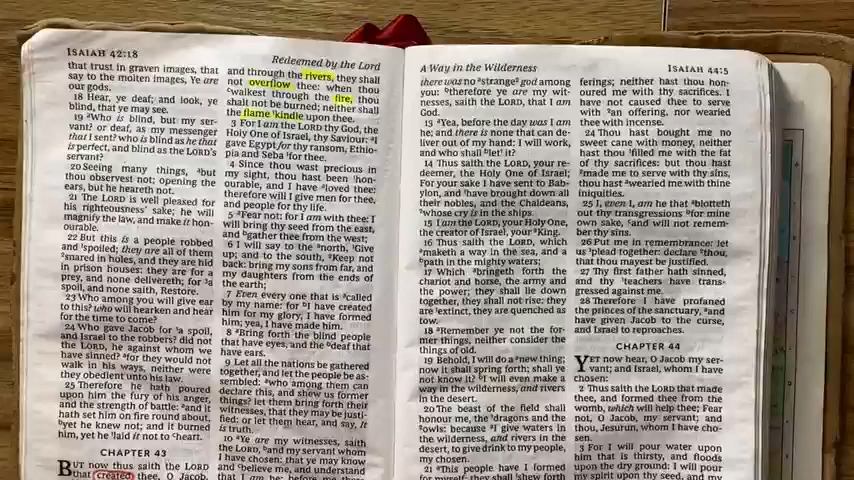 ISAIAH 42:18
Redeemed by the Lord
that trust in graven images, that
say to the molten images, Ye are
our gods.
18 Hear, ye deaf; and look, ye
blind, that ye may see.
19 Who is blind, but my ser-
vant? or deaf, as my messenger
that I sent? who is blind as he that
is perfect, and blind as the LORD'S
servant?
20 Seeing many things, but
thou observest not; opening the
ears, but he heareth not.
21 The LORD is well pleased for
his righteousness' sake; he will
magnify the law, and make it hon-
ourable.
22 But this is a people robbed
and spoiled; they are all of them
snared in holes, and they are hid
in prison houses: they are for a
prey, and none delivereth; for a
spoil, and none saith, Restore.
23 Who among you will give ear
to this? who will hearken and hear
for the time to come?
24 Who gave Jacob for a spoil,
and Israel to the robbers? did not
the LORD, he against whom we
have sinned? for they would not
walk in his ways, neither were
they obedient unto his law.
25 Therefore he hath poured
upon him the fury of his anger,
and the strength of battle: and it
hath set him on fire round about,
yet he knew not; and it burned
him, yet he laid it not to heart.
CHAPTER 43
BUT now thus saith the LORD
that created thee, O Jacob,
and through the rivers, they shall
not overflow thee: when thou
walkest through the fire, thou
shalt not be burned; neither shall
the flame kindle upon thee.
3 For I am the LORD thy God, the
Holy One of Israel, thy Saviour: I
gave Egypt for thy ransom, Ethio-
pia and Seba for thee.
4 Since thou wast precious in
my sight, thou hast been hon-
ourable, and I have loved thee:
therefore will I give men for thee,
and people for thy life.
5 Fear not: for I am with thee: I
will bring thy seed from the east,
and gather thee from the west;
6 I will say to the north, Give
up; and to the south, Keep not
back: bring my sons from far, and
my daughters from the ends of
the earth;
7 Even every one that is called
by my name: for I have created
him for my glory, I have formed
him; yea, I have made him.
8 Bring forth the blind people
that have eyes, and the deaf that
have ears.
9 Let all the nations be gathered
together, and let the people be as-
sembled: who among them can
declare this, and shew us former
things? let them bring forth their
witnesses, that they may be justi-
fied: or let them hear, and say, It
is truth.
10 Ye are my witnesses, saith
the LORD, and my servant whom
I have chosen: that ye may know
and believe me, and understand
that I am he: before me there
A Way in the Wilderness
ISAIAH 44:5
there was no strange god among
you: therefore ye are my wit-
nesses, saith the LORD, that I am
God.
13 Yea, before the day was I am
he; and there is none that can de-
liver out of my hand: I will work,
and who shall let it?
14 Thus saith the LORD, your re-
deemer, the Holy One of Israel;
For your sake I have sent to Bab-
ylon, and have brought down all
their nobles, and the Chaldeans,
whose cry is in the ships.
15 I am the LORD, your Holy One,
the creator of Israel, your King.
16 Thus saith the LORD, which
maketh a way in the sea, and a
path in the mighty waters;
17 Which bringeth forth the
chariot and horse, the army and
the power; they shall lie down
together, they shall not rise: they
are extinct, they are quenched as
tow.
18 Remember ye not the for-
mer things, neither consider the
things of old.
19 Behold, I will do a new thing;
now it shall spring forth; shall ye
not know it? I will even make a
way in the wilderness, and rivers
in the desert.
20 The beast of the field shall
honour me, the dragons and the
owls: because I give waters in
the wilderness, and rivers in the
desert, to give drink to my people,
my chosen.
21 This people have I formed
for myself; they shall shew forth
ferings; neither hast thou hon-
oured me with thy sacrifices. I
have not caused thee to serve
with an offering, nor wearied
thee with incense.
24 Thou hast bought me no
sweet cane with money, neither
hast thou filled me with the fat
of thy sacrifices: but thou hast
made me to serve with thy sins,
thou hast wearied me with thine
iniquities.
25 I, even I, am he that blotteth
out thy transgressions for mine
own sake, and will not remem-
ber thy sins.
26 Put me in remembrance: let
us plead together: declare thou,
that thou mayest be justified.
27 Thy first father hath sinned,
and thy teachers have trans-
gressed against me.
28 Therefore I have profaned
the princes of the sanctuary, and
have given Jacob to the curse,
and Israel to reproaches.
CHAPTER 44
YET now hear, O Jacob my ser-
vant; and Israel, whom I have
chosen:
2 Thus saith the LORD that made
thee, and formed thee from the
womb, which will help thee; Fear
not, O Jacob, my servant; and
thou, Jesurun, whom I have cho-
sen.
3 For I will pour water upon
him that is thirsty, and floods
upon the dry ground: I will pour
my spirit upon thy seed, and my